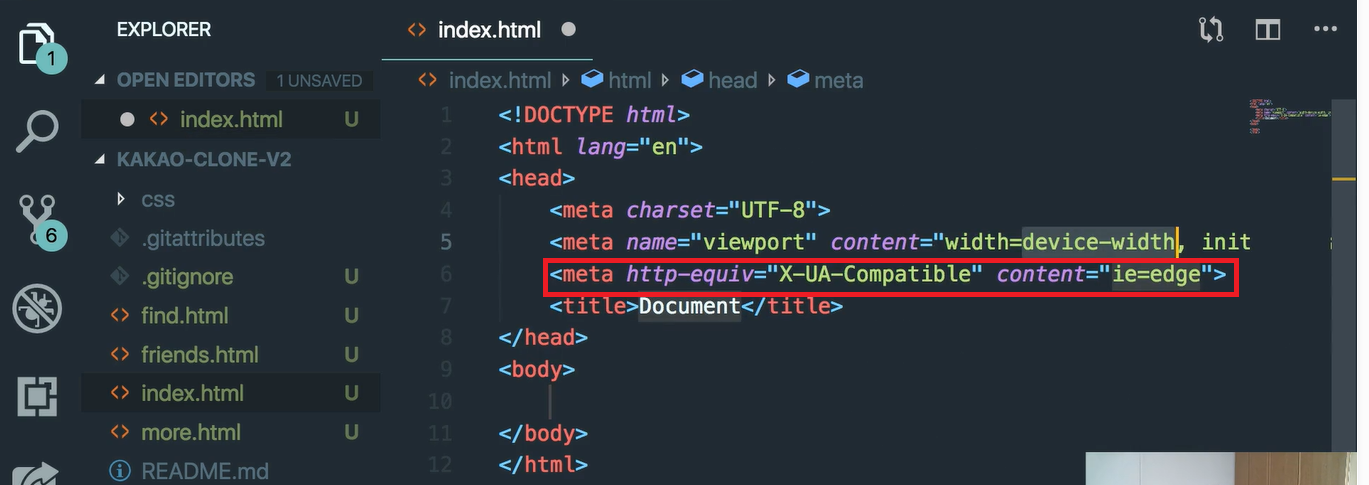 EXPLORER
1
OPEN EDITORS 1 UNSAVED
index.html U
KAKAO-CLONE-V2
css
.gitattributes
.gitignore U
find.html U
friends.html U
index.html U
more.html U
README.md
6
index.html
index.html html head meta
1 <!DOCTYPE html>
2 <html lang="en">
3 <head>
4 <meta charset="UTF-8">
5 <meta name="viewport" content="width=device-width, init
6 <meta http-equiv="X-UA-Compatible" content="ie=edge">
7 <title>Document</title>
8 </head>
9 <body>
10
11 </body>
12 </html>